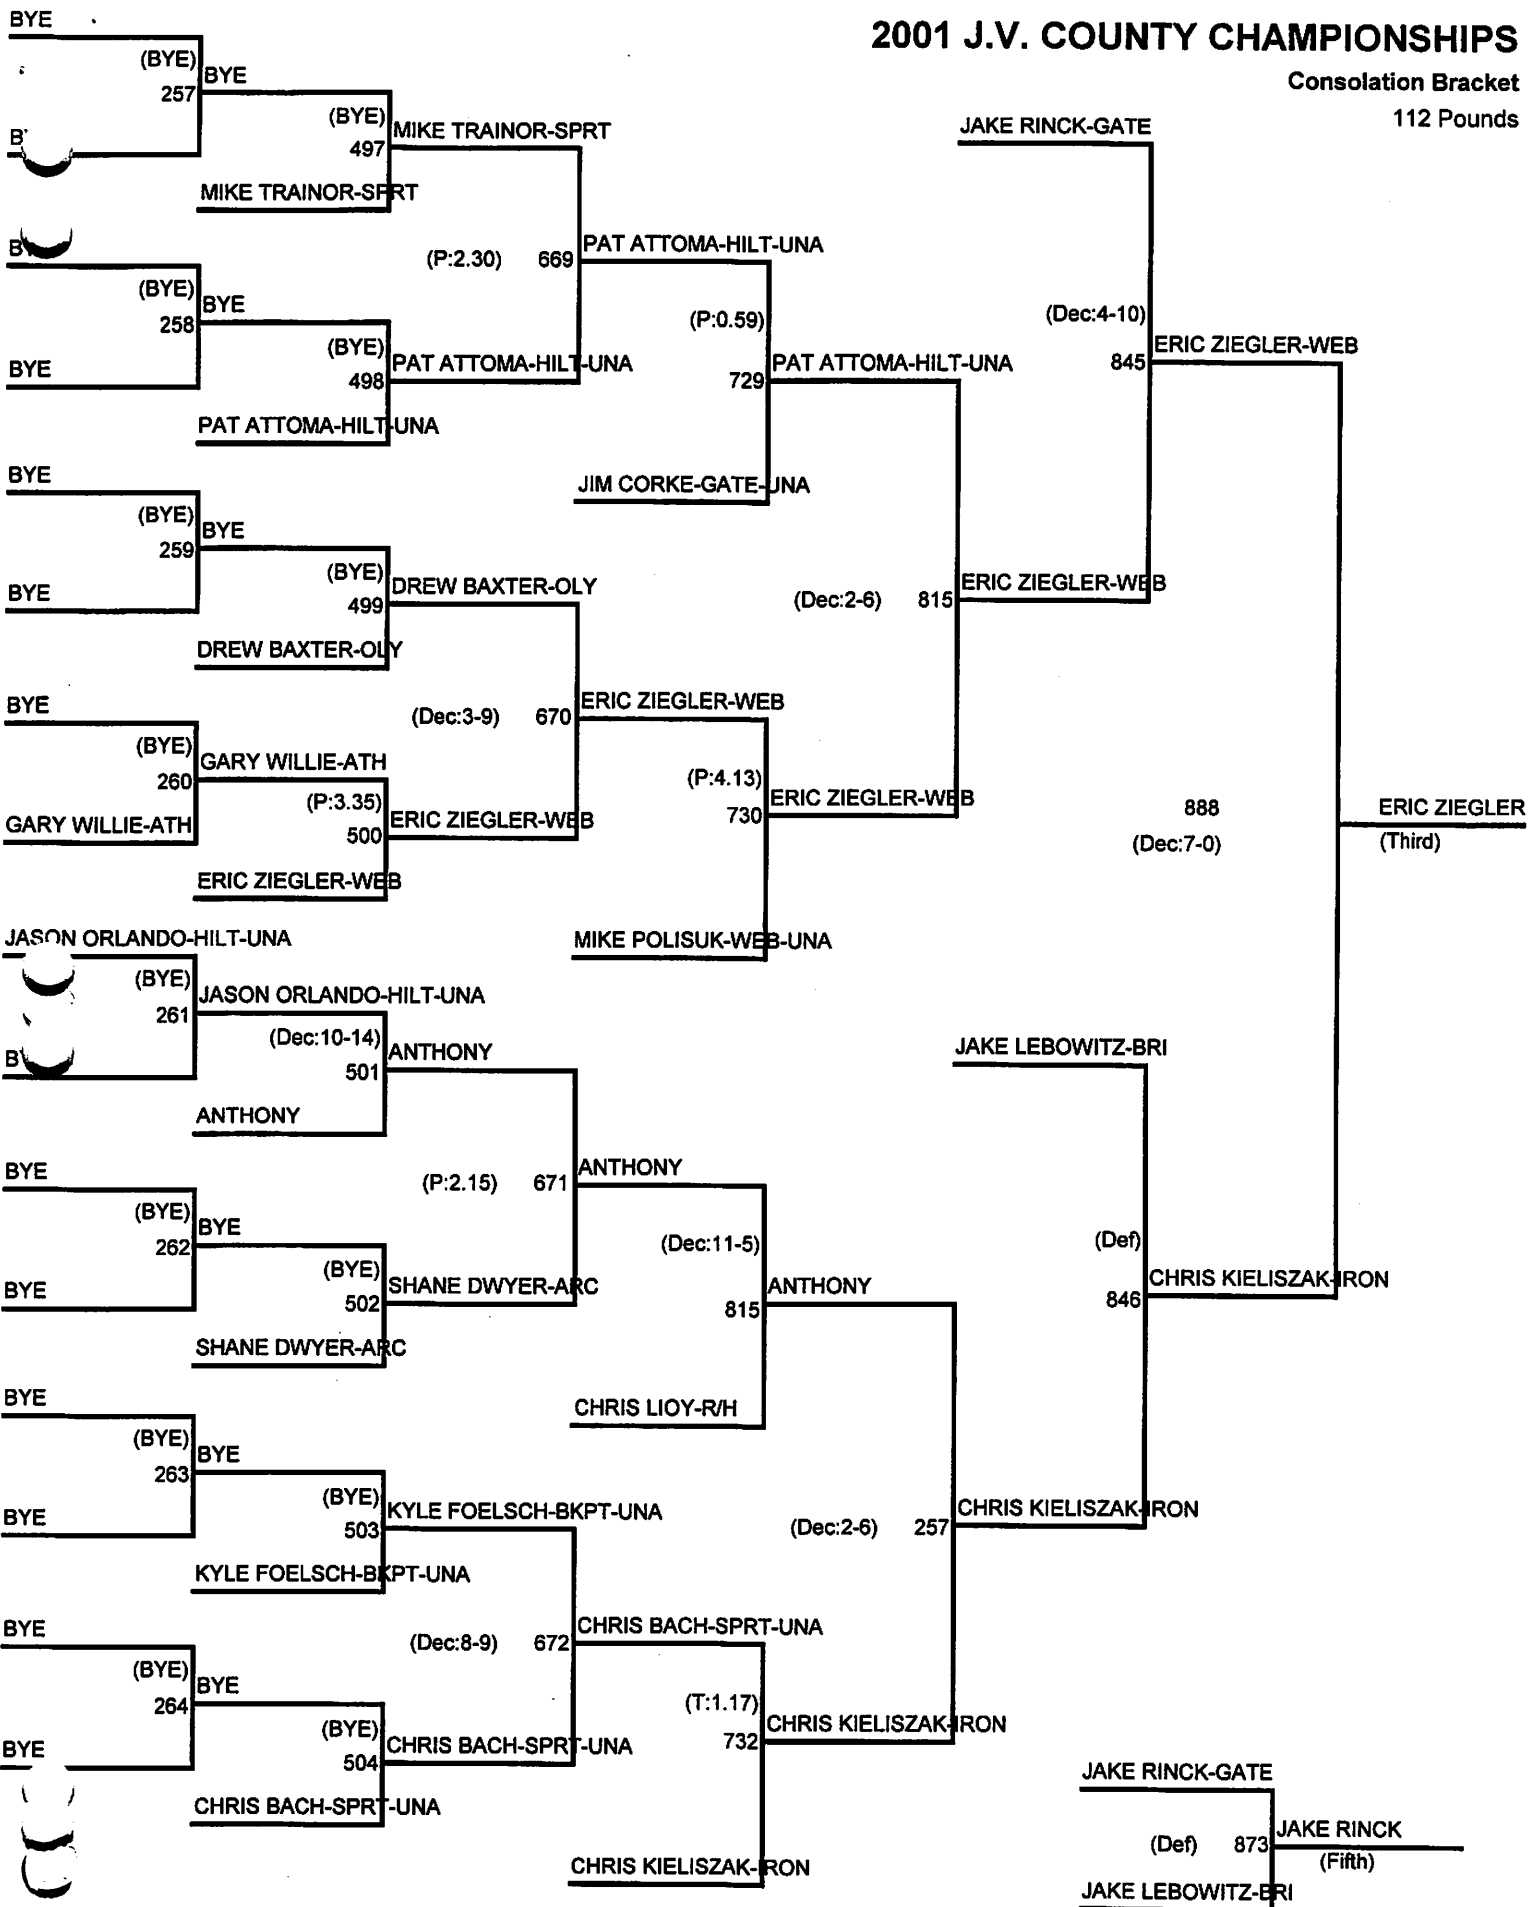 2001 J.V. COUNTY CHAMPIONSHIPS
Consolation Bracket
112 Pounds
BYE
(BYE)
257
BYE
(BYE)
497
MIKE TRAINOR-SPRT
MIKE TRAINOR-SPRT
(P:2.30) 669
PAT ATTOMA-HILT-UNA
(BYE)
258
BYE
BYE
(BYE)
498
PAT ATTOMA-HILT-UNA
PAT ATTOMA-HILT-UNA
(P:0.59)
729
PAT ATTOMA-HILT-UNA
JIM CORKE-GATE-UNA
BYE
(BYE)
259
BYE
BYE
(BYE)
499
DREW BAXTER-OLY
DREW BAXTER-OLY
(Dec:3-9) 670
ERIC ZIEGLER-WEB
BYE
(BYE)
260
GARY WILLIE-ATH
GARY WILLIE-ATH
(P:3.35)
500
ERIC ZIEGLER-WEB
ERIC ZIEGLER-WEB
(P:4.13)
730
ERIC ZIEGLER-WEB
MIKE POLISUK-WEB-UNA
(Dec:2-6) 815
ERIC ZIEGLER-WEB
JAKE RINCK-GATE
(Dec:4-10)
845
ERIC ZIEGLER-WEB
888
(Dec:7-0)
ERIC ZIEGLER
(Third)
JASON ORLANDO-HILT-UNA
(BYE)
261
JASON ORLANDO-HILT-UNA
(Dec:10-14)
501
ANTHONY
ANTHONY
(P:2.15) 671
ANTHONY
BYE
(BYE)
262
BYE
BYE
(BYE)
502
SHANE DWYER-ARC
SHANE DWYER-ARC
(Dec:11-5)
815
ANTHONY
CHRIS LIOY-R/H
BYE
(BYE)
263
BYE
BYE
(BYE)
503
KYLE FOELSCH-BKPT-UNA
KYLE FOELSCH-BKPT-UNA
(Dec:8-9) 672
CHRIS BACH-SPRT-UNA
BYE
(BYE)
264
BYE
BYE
(BYE)
504
CHRIS BACH-SPRT-UNA
CHRIS BACH-SPRT-UNA
(T:1.17)
732
CHRIS KIELISZAK-IRON
CHRIS KIELISZAK-IRON
(Dec:2-6) 257
CHRIS KIELISZAK-IRON
JAKE LEBOWITZ-BRI
(Def)
846
CHRIS KIELISZAK-IRON
JAKE RINCK-GATE
(Def) 873
JAKE RINCK
(Fifth)
JAKE LEBOWITZ-BRI